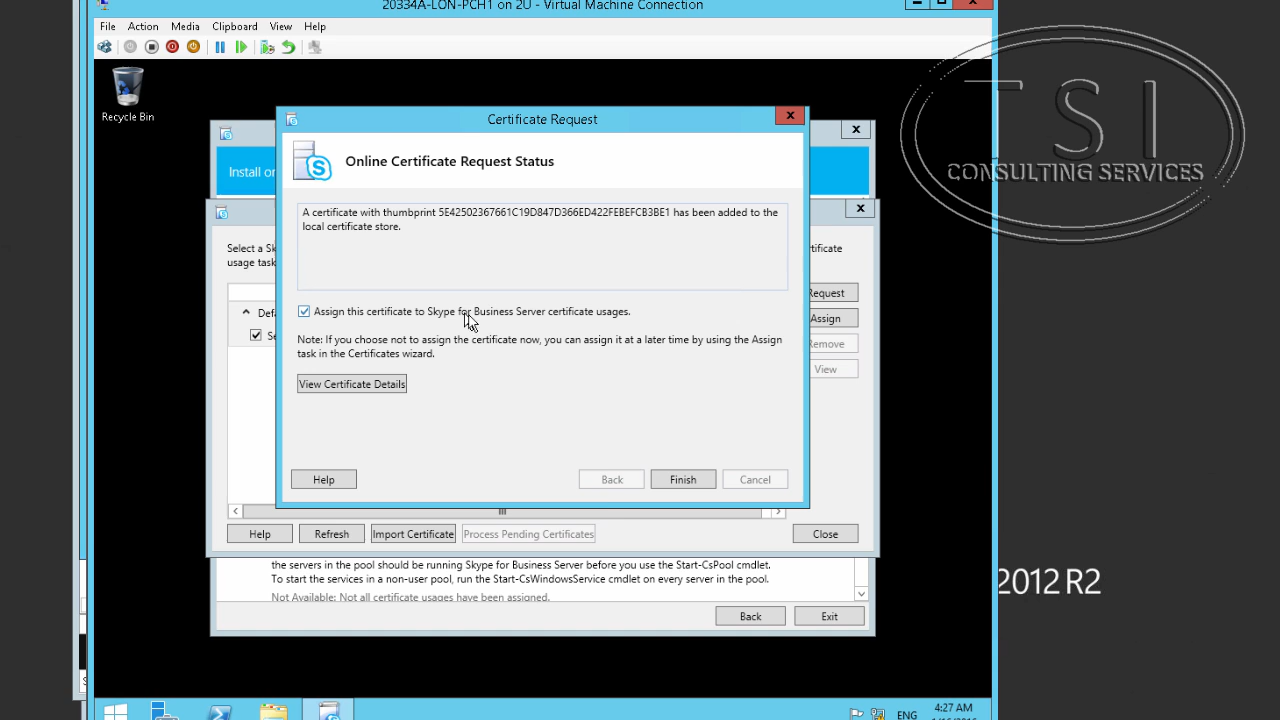 20334A-LON-PCH1 on 2U - Virtual Machine Connection
File Action Media Clipboard View Help
Recycle Bin
T S I
CONSULTING SERVICES
Certificate Request
Install or
Online Certificate Request Status
A certificate with thumbprint 5E42502367661C19D847D366ED422FEBEFCB3BE1 has been added to the
local certificate store.
Select a Sk
usage task
rtificate
Request
Defa
Assign this certificate to Skype for Business Server certificate usages.
Assign
Se
Note: If you choose not to assign the certificate now, you can assign it at a later time by using the Assign
task in the Certificates wizard.
Remove
View
View Certificate Details
Help Back Finish Cancel
Help Refresh Import Certificate Process Pending Certificates Close
the servers in the pool should be running Skype for Business Server before you use the Start-CsPool cmdlet.
To start the services in a non-user pool, run the Start-CsWindowsService cmdlet on every server in the pool.
Not Available: Not all certificate usages have been assigned.
Back Exit
2012 R2
ENG
4:27 AM